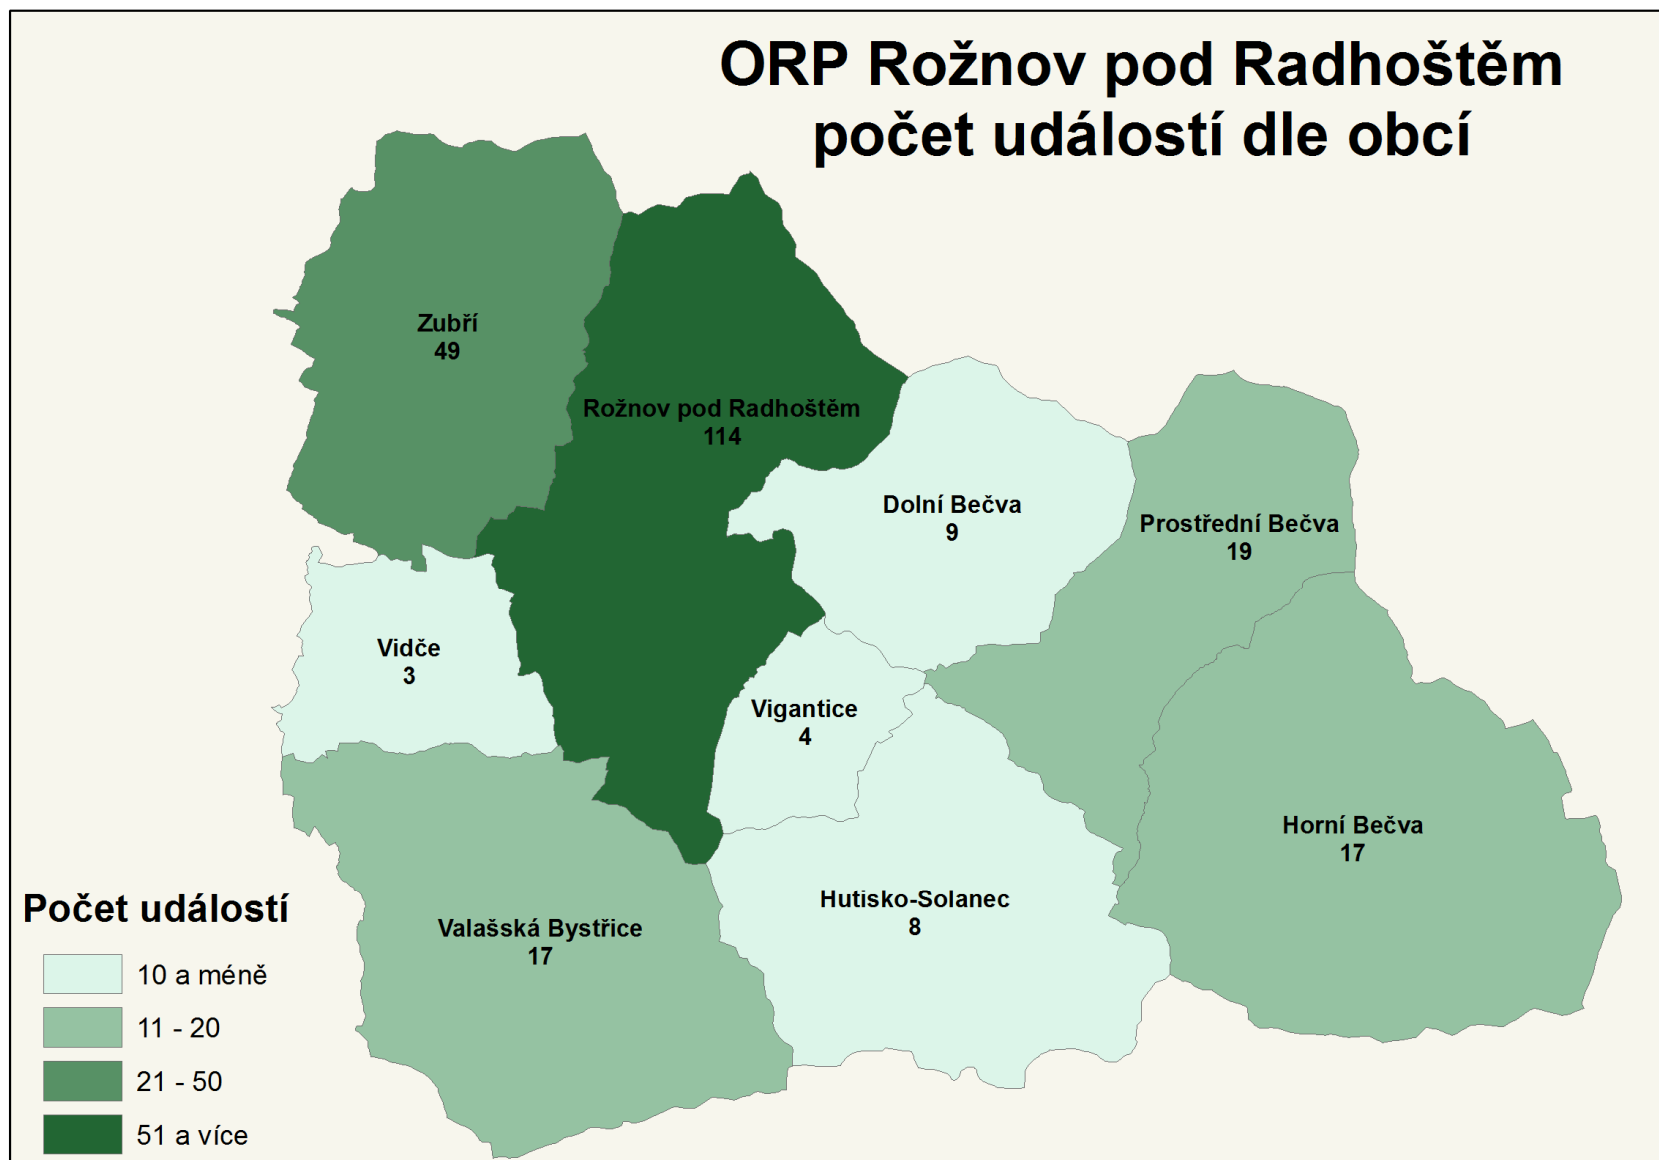 ORP Rožnov pod Radhoštěm
počet událostí dle obcí
Zubří
49
Rožnov pod Radhoštěm
114
Dolní Bečva
9
Prostřední Bečva
19
Vidče
3
Vigantice
4
Horní Bečva
17
Hutisko-Solanec
8
Valašská Bystřice
17
Počet událostí
10 a méně
11 - 20
21 - 50
51 a více